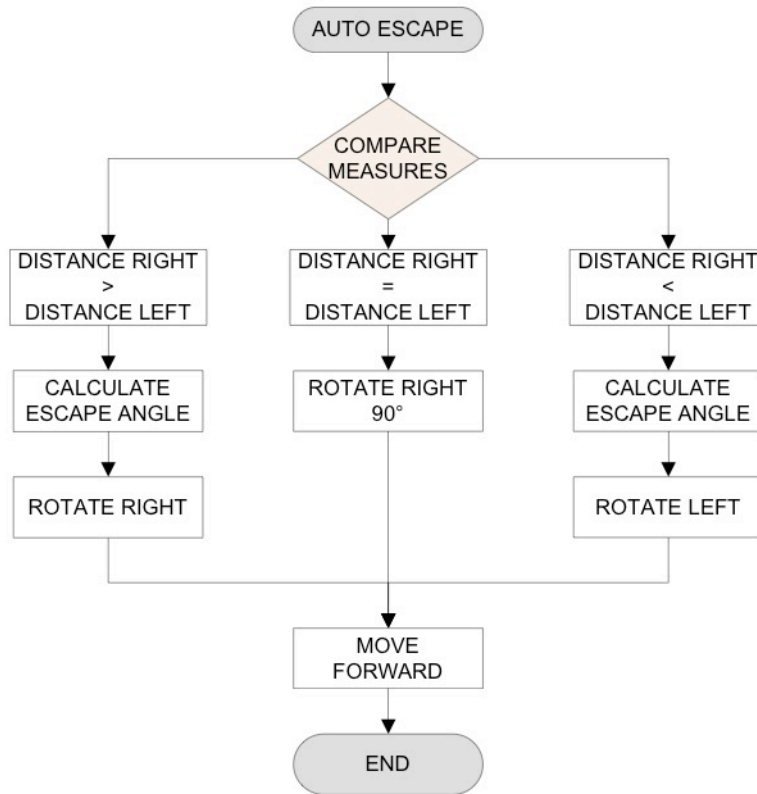 AUTO ESCAPE
COMPARE
MEASURES
DISTANCE RIGHT
>
DISTANCE LEFT
DISTANCE RIGHT
=
DISTANCE LEFT
DISTANCE RIGHT
<
DISTANCE LEFT
CALCULATE
ESCAPE ANGLE
ROTATE RIGHT
90°
CALCULATE
ESCAPE ANGLE
ROTATE RIGHT
ROTATE LEFT
MOVE
FORWARD
END